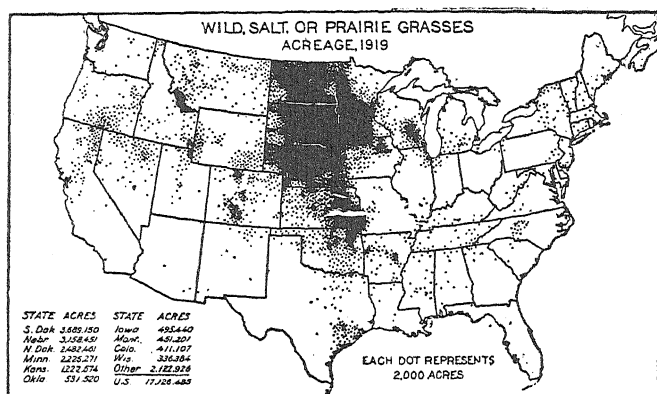 WILD, SALT, OR PRAIRIE GRASSES
ACREAGE, 1919
STATE ACRES STATE ACRES
S. Dak 3,689,150 Iowa 495,440
Nebr 3,158,451 Mont. 451,201
N. Dak 2,482,461 Colo. 411,107
Minn 2,225,271 Wis. 336,384
Kans. 1,222,574 Other 2,122,926
Okla 531,520 U.S. 17,126,485
EACH DOT REPRESENTS
2,000 ACRES